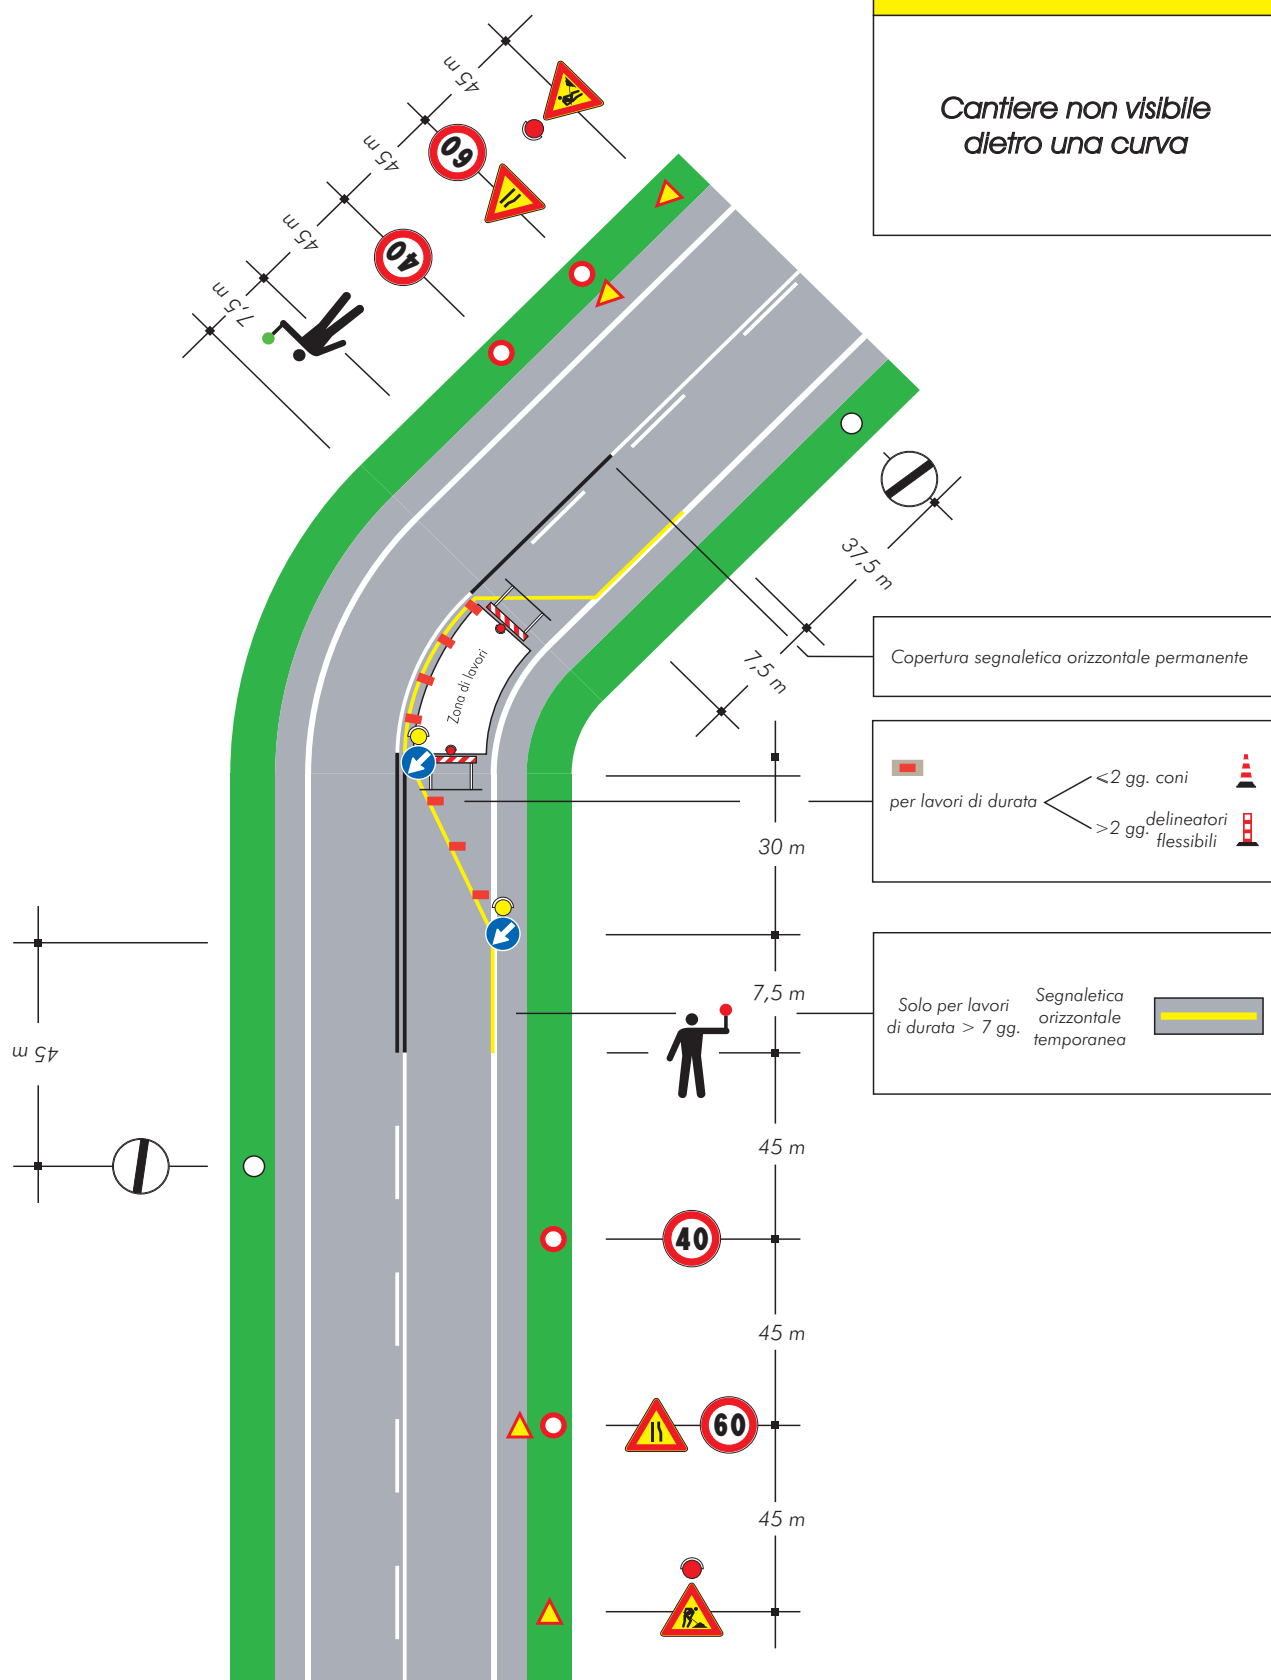 Cantiere non visibile
dietro una curva
45 m
45 m
45 m
7,5 m
60
40
37,5 m
7,5 m
Copertura segnaletica orizzontale permanente
Zona di lavori
per lavori di durata
<2 gg. coni
>2 gg. delineatori
flessibili
30 m
7,5 m
Solo per lavori
di durata > 7 gg.
Segnaletica
orizzontale
temporanea
45 m
45 m
40
45 m
60
45 m